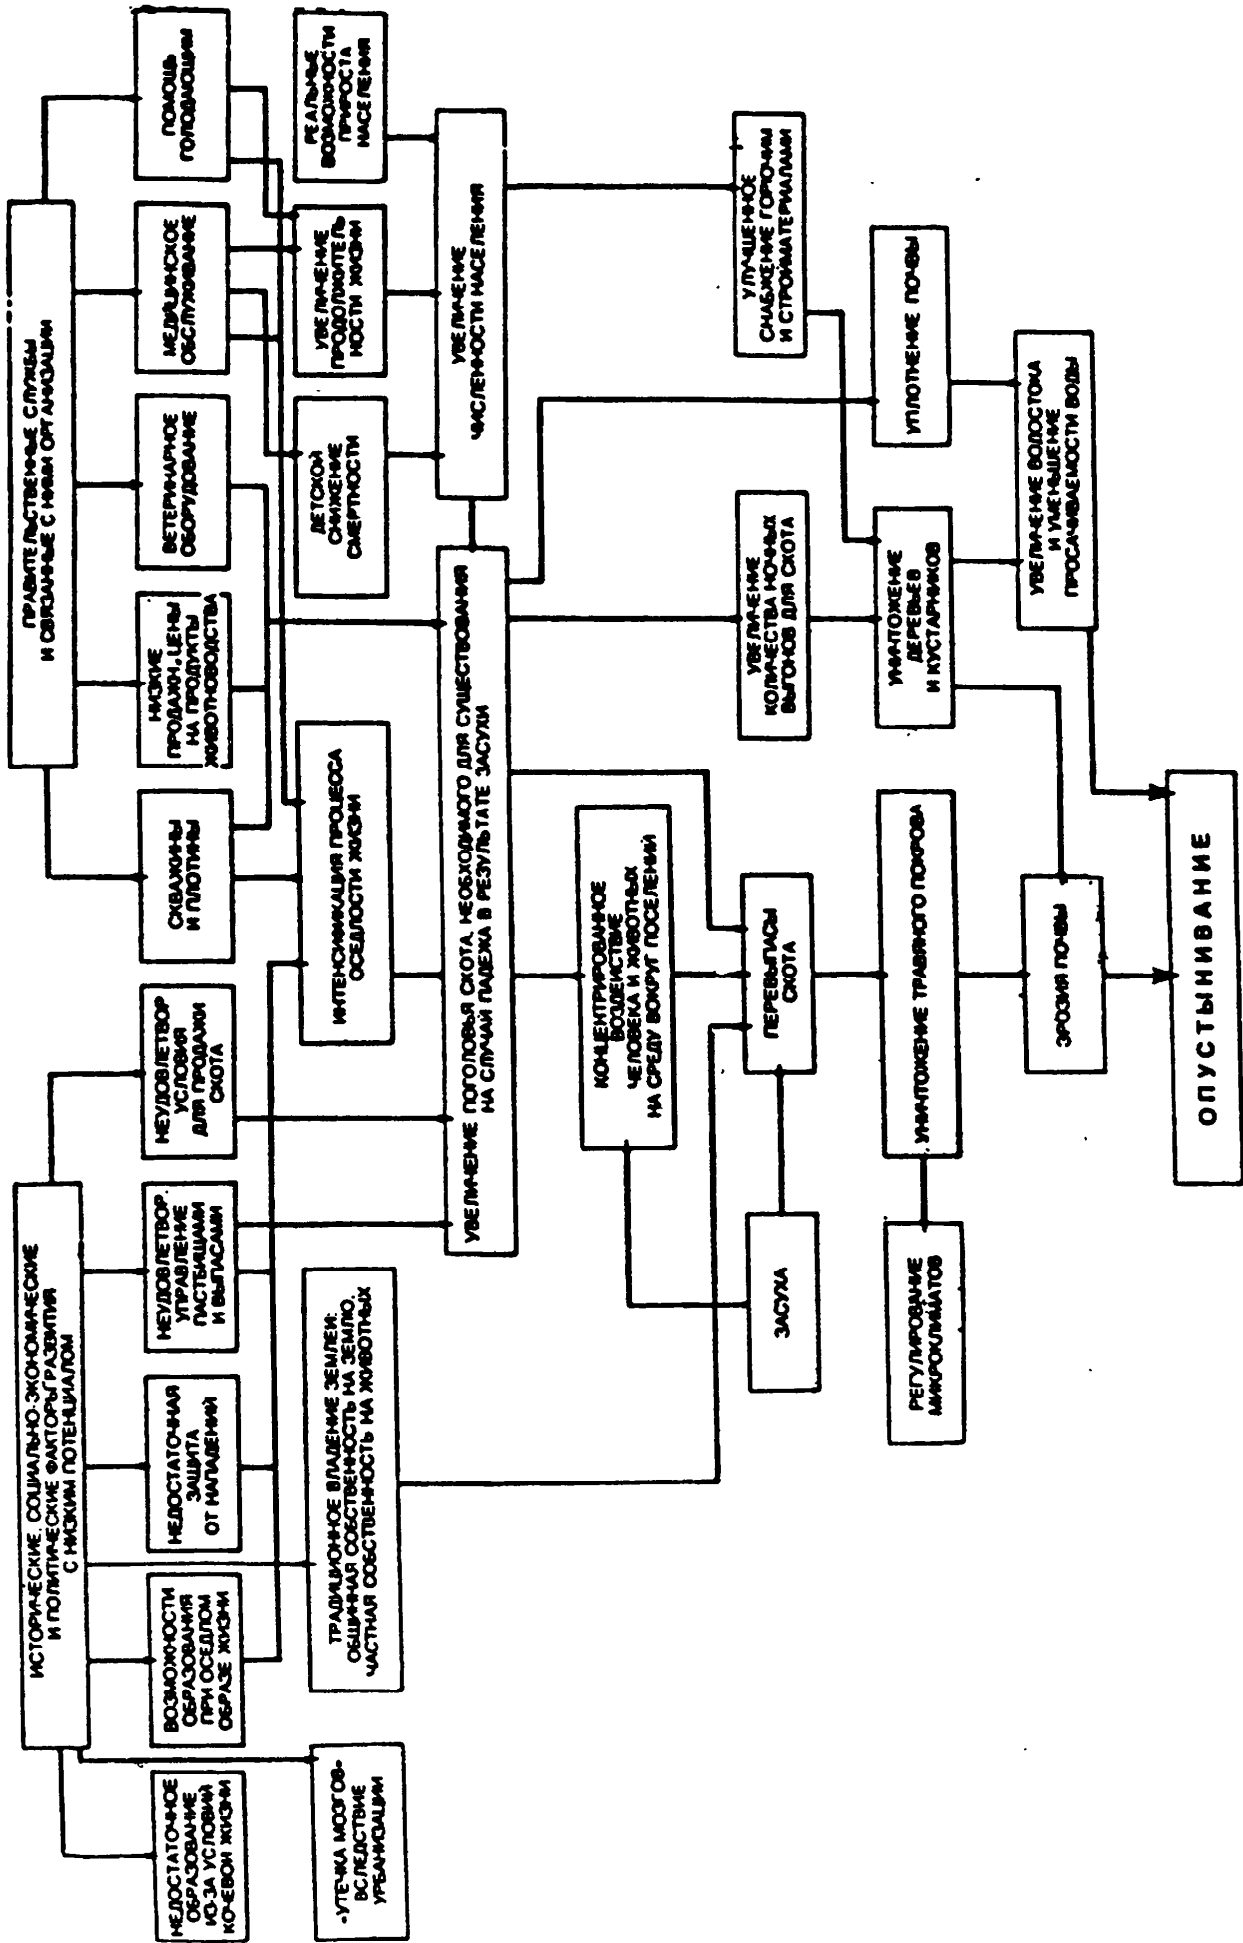 ИСТОРИЧЕСКИЕ, СОЦИАЛЬНО-ЭКОНОМИЧЕСКИЕ
И ПОЛИТИЧЕСКИЕ ФАКТОРЫ РАЗВИТИЯ
С НИЗКИМ ПОТЕНЦИАЛОМ
ПРАВИТЕЛЬСТВЕННЫЕ СЛУЖБЫ
И СВЯЗАННЫЕ С НИМИ ОРГАНИЗАЦИИ
НЕДОСТАТОЧНОЕ
ОБРАЗОВАНИЕ
ИЗ-ЗА УСЛОВИЙ
КОЧЕВОЙ ЖИЗНИ
ВОЗМОЖНОСТИ
ОБРАЗОВАНИЯ
ПРИ ОСЕДЛОМ
ОБРАЗЕ ЖИЗНИ
НЕДОСТАТОЧНАЯ
ЗАЩИТА
ОТ НАПАДЕНИЙ
НЕУДОВЛЕТВОР.
УПРАВЛЕНИЕ
ПАСТБИЩАМИ
И ВЫПАСАМИ
НЕУДОВЛЕТВОР
УСЛОВИЯ
ДЛЯ ПРОДАЖИ
СКОТА
СКВАЖИНЫ
И ПЛОТИНЫ
НИЗКИЕ
ПРОДАЖН. ЦЕНЫ
НА ПРОДУКТЫ
ЖИВОТНОВОДСТВА
ВЕТЕРИНАРНОЕ
ОБОРУДОВАНИЕ
МЕДИЦИНСКОЕ
ОБСЛУЖИВАНИЕ
ПОМОЩЬ
ГОЛОДАЮЩИМ
«УТЕЧКА МОЗГОВ»
ВСЛЕДСТВИЕ
УРБАНИЗАЦИИ
ТРАДИЦИОННОЕ ВЛАДЕНИЕ ЗЕМЛЕЙ:
ОБЩИННАЯ СОБСТВЕННОСТЬ НА ЗЕМЛЮ,
ЧАСТНАЯ СОБСТВЕННОСТЬ НА ЖИВОТНЫХ
ИНТЕНСИФИКАЦИЯ ПРОЦЕССА
ОСЕДЛОСТИ ЖИЗНИ
ДЕТСКОЙ
СНИЖЕНИЕ
СМЕРТНОСТИ
УВЕЛИЧЕНИЕ
ПРОДОЛЖИТЕЛЬ
НОСТИ ЖИЗНИ
РЕАЛЬНЫЕ
ВОЗМОЖНОСТИ
ПРИРОСТА
НАСЕЛЕНИЯ
УВЕЛИЧЕНИЕ ПОГОЛОВЬЯ СКОТА, НЕОБХОДИМОГО ДЛЯ СУЩЕСТВОВАНИЯ
НА СЛУЧАЙ ПАДЕЖА В РЕЗУЛЬТАТЕ ЗАСУХИ
УВЕЛИЧЕНИЕ
ЧИСЛЕННОСТИ НАСЕЛЕНИЯ
КОНЦЕНТРИРОВАННОЕ
ВОЗДЕЙСТВИЕ
ЧЕЛОВЕКА И ЖИВОТНЫХ
НА СРЕДУ ВОКРУГ ПОСЕЛЕНИЙ
ЗАСУХА
ПЕРЕВЫПАСЫ
СКОТА
УВЕЛИЧЕНИЕ
КОЛИЧЕСТВА НОЧНЫХ
ВЫГОНОВ ДЛЯ СКОТА
УЛУЧШЕННОЕ
СНАБЖЕНИЕ ГОРЮЧИМ
И СТРОЙМАТЕРИАЛАМИ
РЕГУЛИРОВАНИЕ
МИКРОКЛИМАТОВ
УНИЧТОЖЕНИЕ ТРАВЯНОГО ПОКРОВА
УНИЧТОЖЕНИЕ
ДЕРЕВЬЕВ
И КУСТАРНИКОВ
УПЛОТНЕНИЕ ПОЧВЫ
ЭРОЗИЯ ПОЧВЫ
УВЕЛИЧЕНИЕ ВОДОСТОКА
И УМЕНЬШЕНИЕ
ПРОСАЧИВАЕМОСТИ ВОДЫ
ОПУСТЫНИВАНИЕ